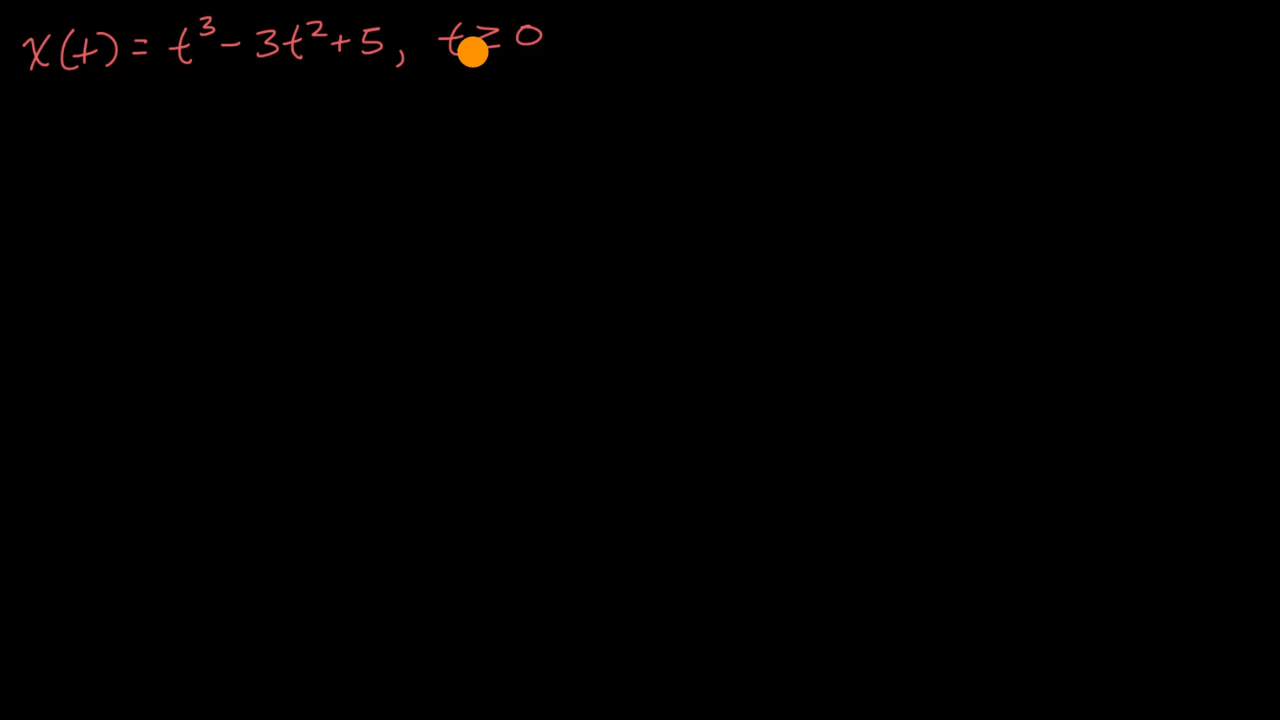 x(t) = t³ - 3t² + 5, t ≥ 0